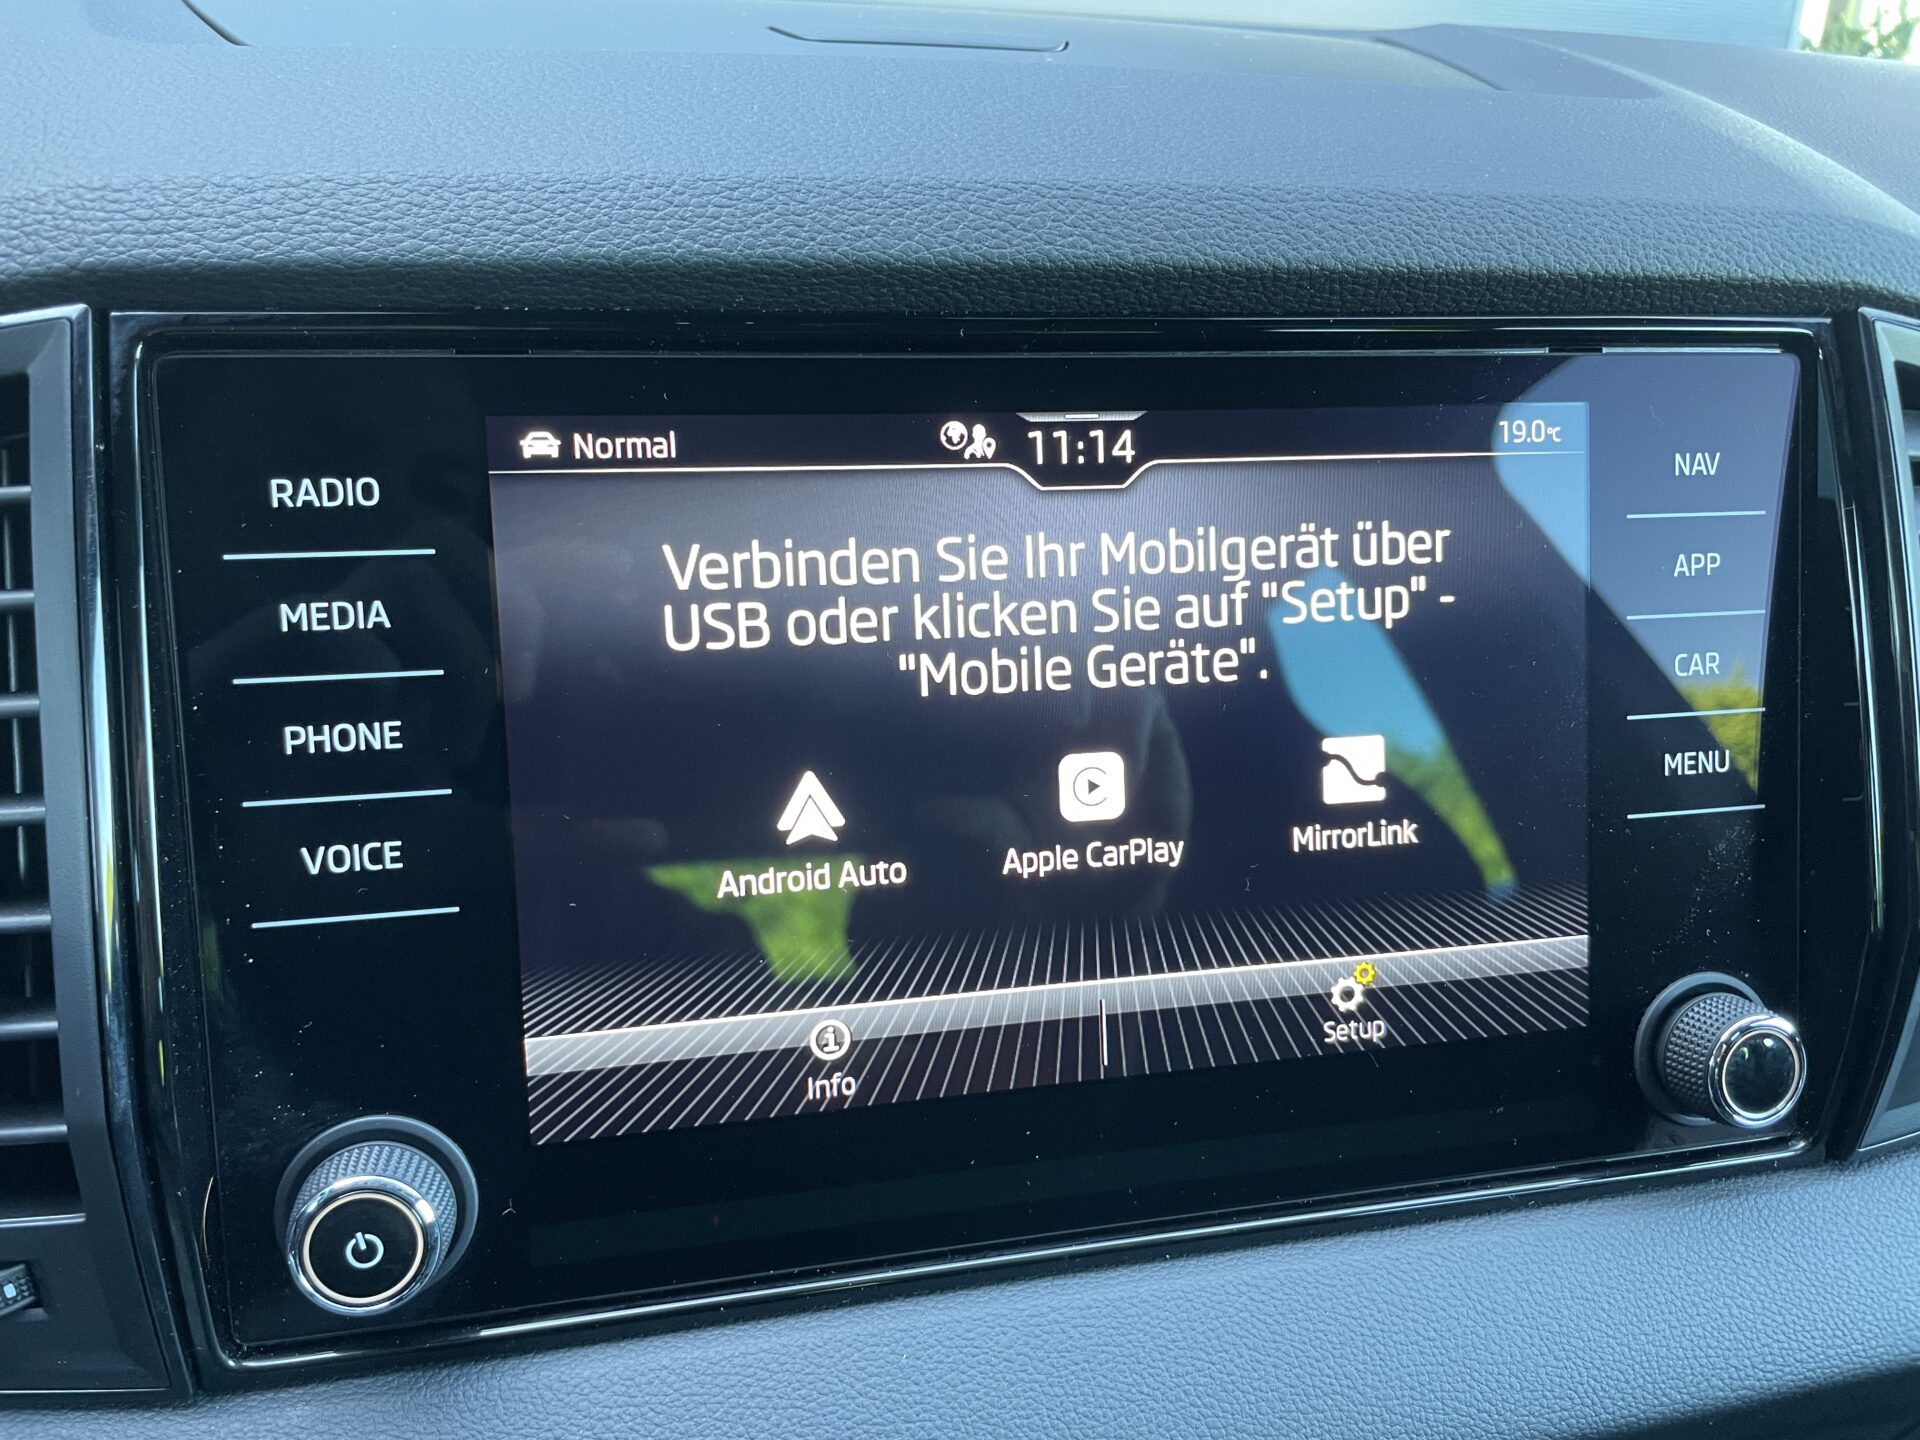 RADIO
MEDIA
PHONE
VOICE
Normal
11:14
19.0°C
Verbinden Sie Ihr Mobilgerät über
USB oder klicken Sie auf "Setup" -
"Mobile Geräte".
Android Auto
Apple CarPlay
MirrorLink
Info
Setup
NAV
APP
CAR
MENU